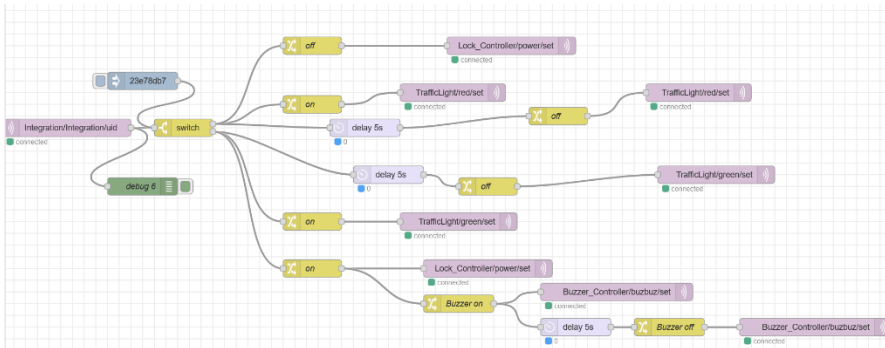 off
Lock_Controller/power/set
connected
23e78db7
on
TrafficLight/red/set
connected
TrafficLight/red/set
connected
Integration/Integration/uid
connected
switch
delay 5s
0
off
debug 6
delay 5s
0
off
TrafficLight/green/set
connected
on
TrafficLight/green/set
connected
on
Lock_Controller/power/set
connected
Buzzer on
Buzzer_Controller/buzbuz/set
connected
delay 5s
0
Buzzer off
Buzzer_Controller/buzbuz/set
connected